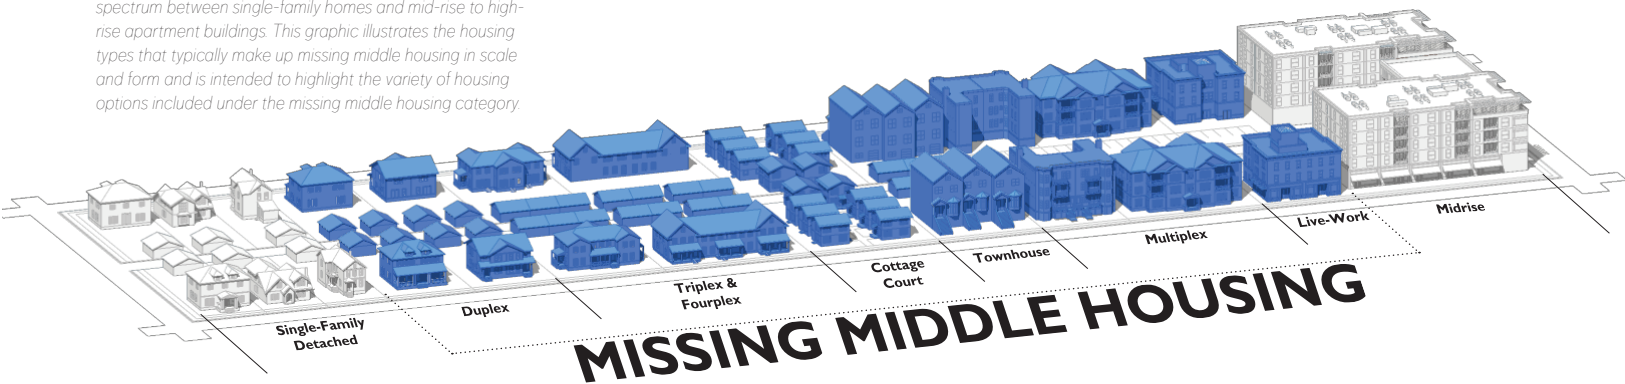 spectrum between single-family homes and mid-rise to high-
rise apartment buildings. This graphic illustrates the housing
types that typically make up missing middle housing in scale
and form and is intended to highlight the variety of housing
options included under the missing middle housing category.
Single-Family
Detached
Duplex
Triplex &
Fourplex
Cottage
Court
Townhouse
Multiplex
Live-Work
Midrise
MISSING MIDDLE HOUSING